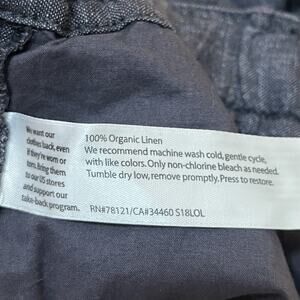 We want our
clothes back, even
if they're worn or
torn. Bring them
to our US stores
and support our
take-back program.
100% Organic Linen
We recommend machine wash cold, gentle cycle,
with like colors. Only non-chlorine bleach as needed.
Tumble dry low, remove promptly. Press to restore.
RN#78121/CA#34460 S18LOL